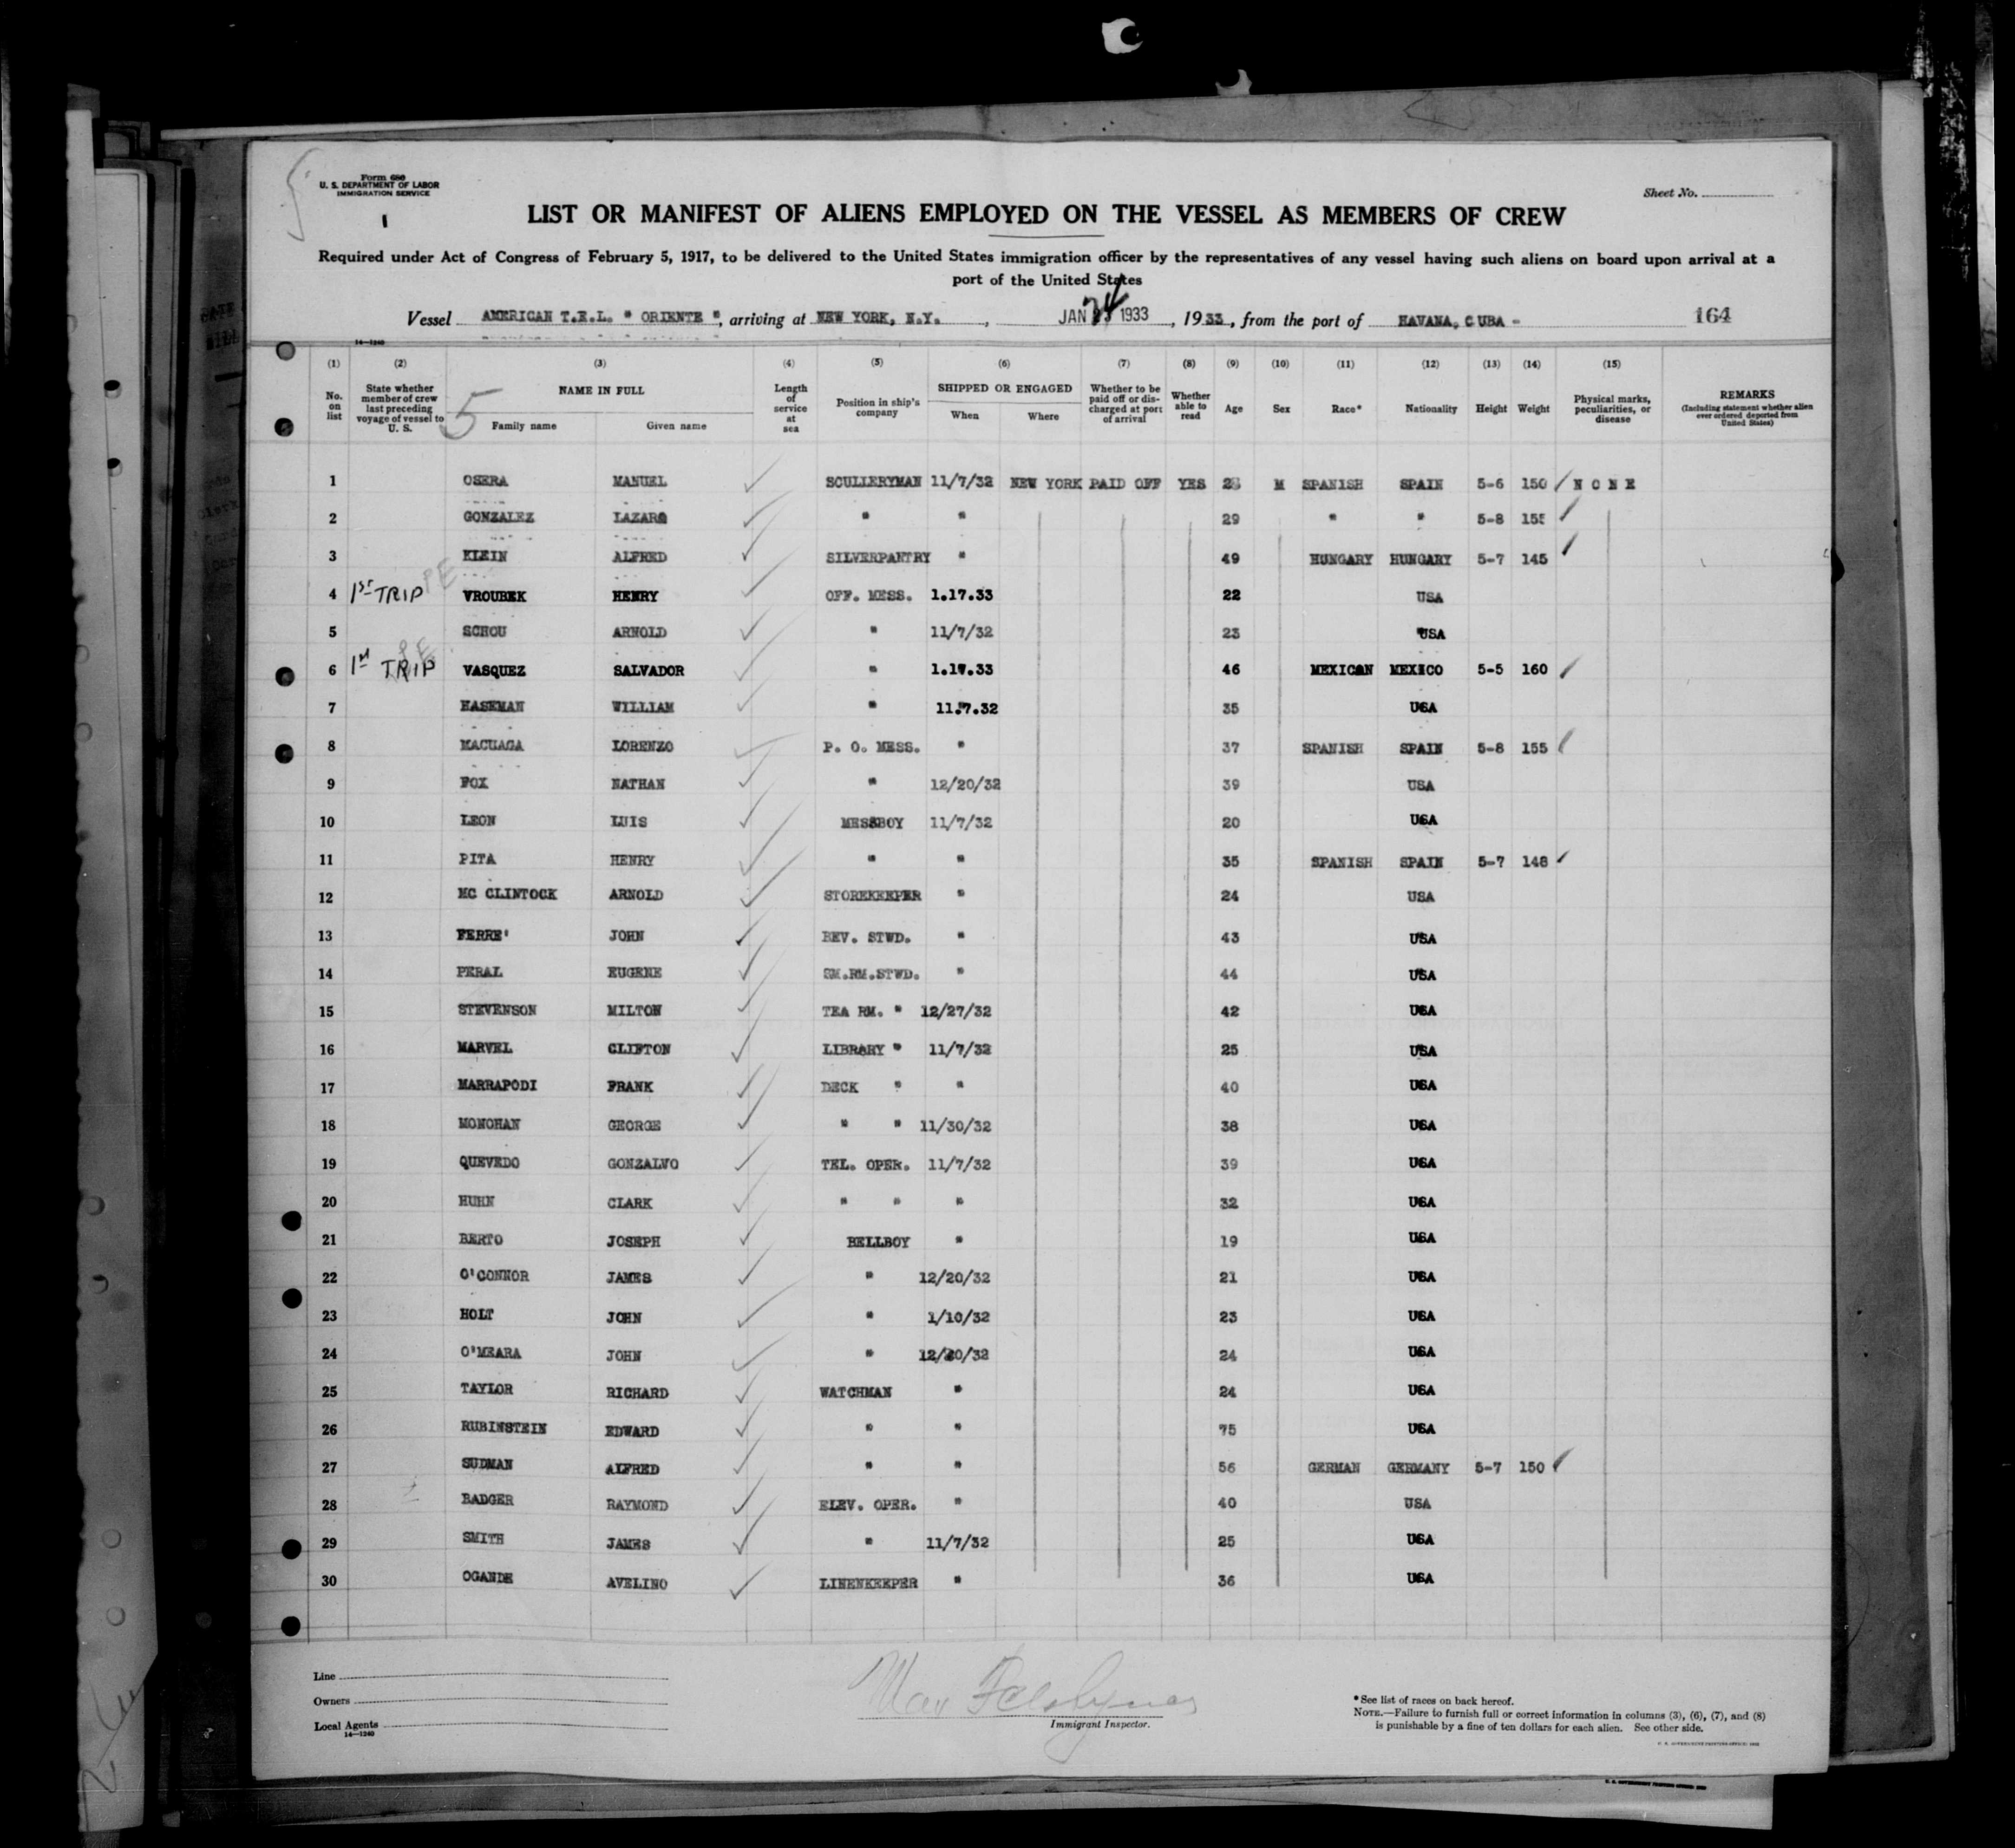 Form 680
U. S. DEPARTMENT OF LABOR
IMMIGRATION SERVICE
1
Sheet No.
LIST OR MANIFEST OF ALIENS EMPLOYED ON THE VESSEL AS MEMBERS OF CREW
Required under Act of Congress of February 5, 1917, to be delivered to the United States immigration officer by the representatives of any vessel having such aliens on board upon arrival at a
port of the United States
Vessel AMERICAN T.E.L. " ORIENTE ", arriving at NEW YORK, N.Y., JAN 24 1933, 1933, from the port of HAVANA, CUBA - 164
14—1240
(1) (2) (3) (4) (5) (6) (7) (8) (9) (10) (11) (12) (13) (14) (15)
No. on list State whether member of crew last preceding voyage of vessel to U. S. NAME IN FULL Family name Given name Length of service at sea Position in ship's company SHIPPED OR ENGAGED When Where Whether to be paid off or discharged at port of arrival Whether able to read Age Sex Race* Nationality Height Weight Physical marks, peculiarities, or disease REMARKS (Including statement whether alien ever ordered deported from United States)
5
1 OSERA MANUEL SCULLERYMAN 11/7/32 NEW YORK PAID OFF YES 28 M SPANISH SPAIN 5-6 150 NONE
2 GONZALEZ LAZARO " " 29 " " 5-8 155
3 KLEIN ALFRED SILVERPANTRY " 49 HUNGARY HUNGARY 5-7 145
4 1st TRIP PE VROUBEK HENRY OFF. MESS. 1.17.33 22 USA
5 SCHOU ARNOLD " 11/7/32 23 USA
6 1st TRIP PE VASQUEZ SALVADOR " 1.17.33 46 MEXICAN MEXICO 5-5 160
7 HASEMAN WILLIAM " 11.7.32 35 USA
8 MACUAGA LORENZO P. O. MESS. " 37 SPANISH SPAIN 5-8 155
9 FOX NATHAN " 12/20/32 39 USA
10 LEON LUIS MESSBOY 11/7/32 20 USA
11 PITA HENRY " " 35 SPANISH SPAIN 5-7 148
12 MC CLINTOCK ARNOLD STOREKEEPER " 24 USA
13 FERRE' JOHN BEV. STWD. " 43 USA
14 PERAL EUGENE SM.RM.STWD. " 44 USA
15 STEVENSON MILTON TEA RM. " 12/27/32 42 USA
16 MARVEL CLIFTON LIBRARY " 11/7/32 25 USA
17 MARRAPODI FRANK DECK " " 40 USA
18 MONOHAN GEORGE " " 11/30/32 38 USA
19 QUEVEDO GONZALVO TEL. OPER. 11/7/32 39 USA
20 HUHN CLARK " " " 32 USA
21 BERTO JOSEPH BELLBOY " 19 USA
22 O'CONNOR JAMES " 12/20/32 21 USA
23 HOLT JOHN " 1/10/32 23 USA
24 O'MEARA JOHN " 12/20/32 24 USA
25 TAYLOR RICHARD WATCHMAN " 24 USA
26 RUBINSTEIN EDWARD " " 75 USA
27 SUDMAN ALFRED " " 56 GERMAN GERMANY 5-7 150
28 BADGER RAYMOND ELEV. OPER. " 40 USA
29 SMITH JAMES " 11/7/32 25 USA
30 OGANDE AVELINO LINENKEEPER " 36 USA
Line
Owners
Local Agents
14—1240
Max
Immigrant Inspector.
*See list of races on back hereof.
NOTE.—Failure to furnish full or correct information in columns (3), (6), (7), and (8)
is punishable by a fine of ten dollars for each alien. See other side.